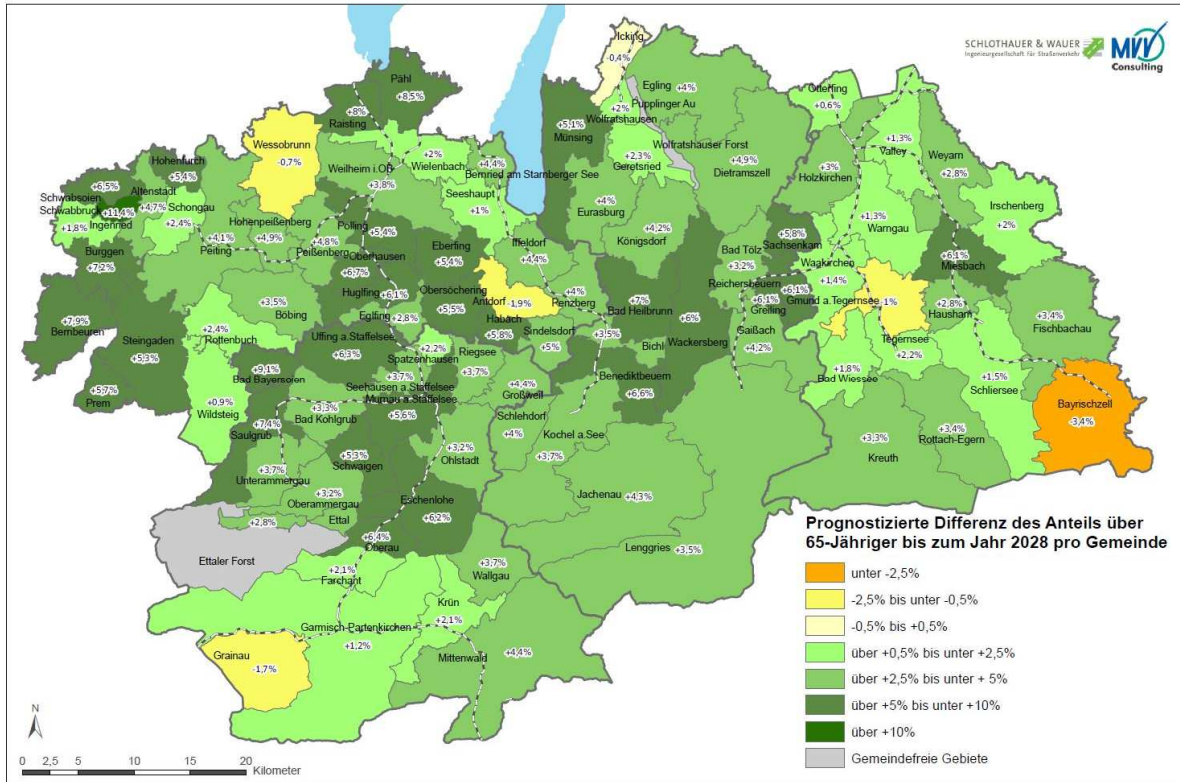 SCHLOTHAUER & WAUER
Ingenieurgesellschaft für Straßenverkehr
MVV
Consulting
Icking
-0,4%
Pähl
+8,5%
+8%
Raisting
Egling
+4%
Pupplinger Au
+2%
Wolfratshausen
Otterfing
+0,6%
Wessobrunn
-0,7%
+5,1%
Münsing
Wolfratshauser Forst
+2,3%
Geretsried
+4,9%
Dietramszell
+1,3%
Valley
Weyarn
+2,8%
Hohenfurch
+5,4%
Weilheim i.OB
+3,8%
+2%
Wielenbach
+4,4%
Bernried am Starnberger See
+3%
Holzkirchen
Schwabsoien
+6,5%
Altenstadt
Schwabbruck
+11,4%
+4,7%
Schongau
Ingenried
+1,8%
+2,4%
Seeshaupt
+1%
+4%
Eurasburg
Irschenberg
+2%
Hohenpeißenberg
+4,9%
Polling
+5,4%
+4,2%
Königsdorf
+1,3%
Warngau
Burggen
+7,2%
+4,1%
Peiting
+4,8%
Peißenberg
Oberhausen
Eberfing
+5,4%
Iffeldorf
+4,4%
Bad Tölz
+3,2%
+5,8%
Sachsenkam
+6,1%
Miesbach
+6,7%
Huglfing
+6,1%
Obersöchering
+5,5%
Antdorf
-1,9%
Habach
+4%
Penzberg
+7%
Bad Heilbrunn
Reichersbeuern
+6,1%
Greiling
Waakirchen
+1,4%
Gmund a.Tegernsee
-1%
+7,9%
Bernbeuren
+3,5%
Böbing
Eglfing
+2,8%
+2,8%
Hausham
+3,4%
Fischbachau
Steingaden
+5,3%
+2,4%
Rottenbuch
Uffing a.Staffelsee
+6,3%
+2,2%
Spatzenhausen
Riegsee
+3,7%
+5,8%
Sindelsdorf
+5%
+3,5%
Bichl
+6%
Wackersberg
Gaißach
+4,2%
Tegernsee
+2,2%
+5,7%
Prem
+9,1%
Bad Bayersoien
+3,7%
Seehausen a.Staffelsee
Murnau a.Staffelsee
+5,6%
+4,4%
Großweil
Benediktbeuern
+6,6%
+1,8%
Bad Wiessee
+1,5%
Schliersee
Bayrischzell
-3,4%
+0,9%
Wildsteig
+7,4%
Saulgrub
+3,3%
Bad Kohlgrub
Schlehdorf
+4%
Kochel a.See
+3,7%
+3,3%
Kreuth
+3,4%
Rottach-Egern
+5,3%
Schwaigen
+3,2%
Ohlstadt
+3,7%
Unterammergau
+3,2%
Oberammergau
Eschenlohe
+6,2%
Jachenau
+4,3%
+2,8%
Ettal
Ettaler Forst
+6,4%
Oberau
Lenggries
+3,5%
+2,1%
Farchant
+3,7%
Wallgau
Krün
+2,1%
Garmisch-Partenkirchen
+1,2%
Grainau
-1,7%
Mittenwald
+4,4%
Prognostizierte Differenz des Anteils über
65-Jähriger bis zum Jahr 2028 pro Gemeinde
unter -2,5%
-2,5% bis unter -0,5%
-0,5% bis +0,5%
über +0,5% bis unter +2,5%
über +2,5% bis unter + 5%
über +5% bis unter +10%
über +10%
Gemeindefreie Gebiete
N
0 2,5 5 10 15 20
Kilometer